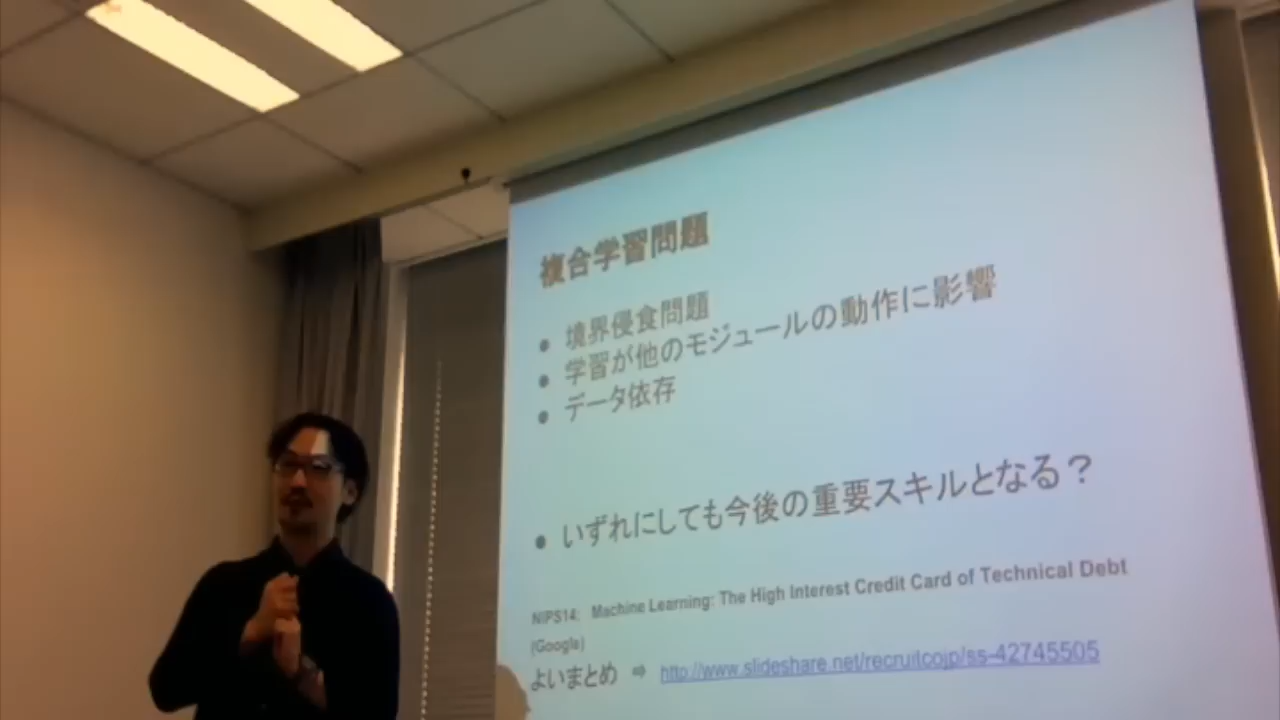 複合学習問題
● 境界侵食問題
● 学習が他のモジュールの動作に影響
● データ依存
● いずれにしても今後の重要スキルとなる？
NIPS14: Machine Learning: The High Interest Credit Card of Technical Debt
(Google)
よいまとめ ⇨ http://www.slideshare.net/recruitcojp/ss-42745505